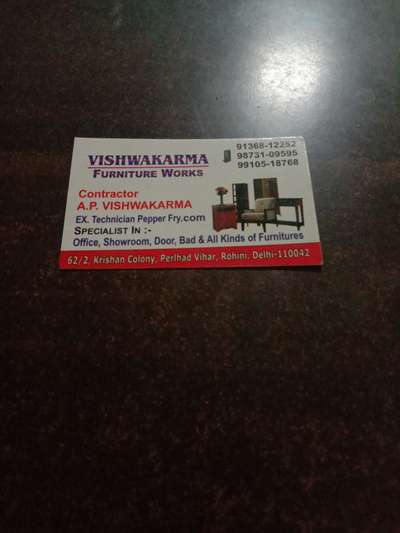 VISHWAKARMA
FURNITURE WORKS
91368-12252
98731-09595
99105-18768
Contractor
A.P. VISHWAKARMA
EX. Technician Pepper Fry.com
SPECIALIST IN :-
Office, Showroom, Door, Bad & All Kinds of Furnitures
62/2, Krishan Colony, Perlhad Vihar, Rohini, Delhi-110042